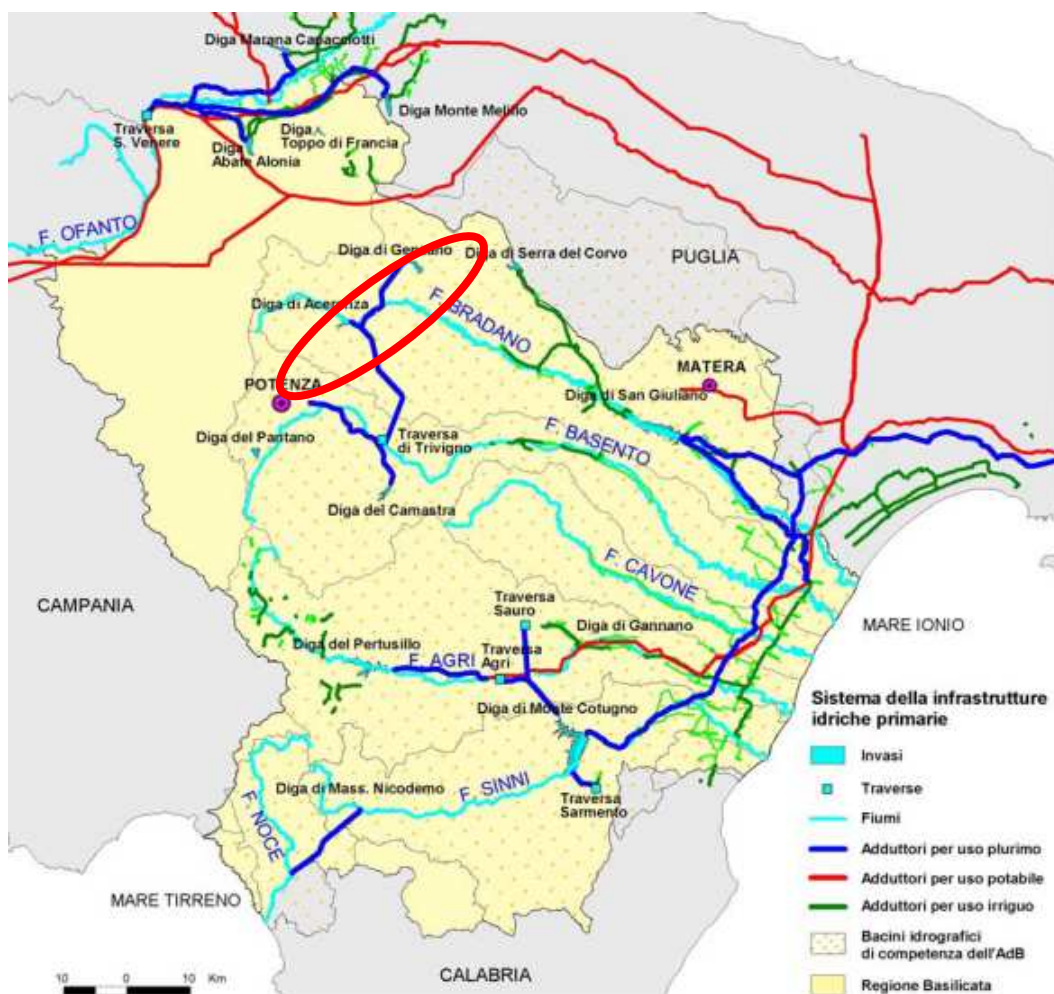 Diga Marana Capacciotti
Diga Monte Melillo
Traversa
S. Venere
Diga
Toppo di Francia
Diga
Abate Alonia
F. OFANTO
Diga di Genzano
Diga di Serra del Corvo
PUGLIA
Diga di Acerenza
F. BRADANO
MATERA
POTENZA
Diga di San Giuliano
Diga del Pantano
Traversa
di Trivigno
F. BASENTO
Diga del Camastra
F. CAVONE
CAMPANIA
Traversa
Sauro
Diga di Gannano
MARE IONIO
Diga del Pertusillo
F. AGRI
Traversa
Agri
Diga di Monte Cotugno
Diga di Mass. Nicodemo
F. SINNI
F. NOCE
Traversa
Sarmento
MARE TIRRENO
CALABRIA
10 0 10 Km
Sistema della infrastrutture
idriche primarie
Invasi
Traverse
Fiumi
Adduttori per uso plurimo
Adduttori per uso potabile
Adduttori per uso irriguo
Bacini idrografici
di competenza dell'AdB
Regione Basilicata